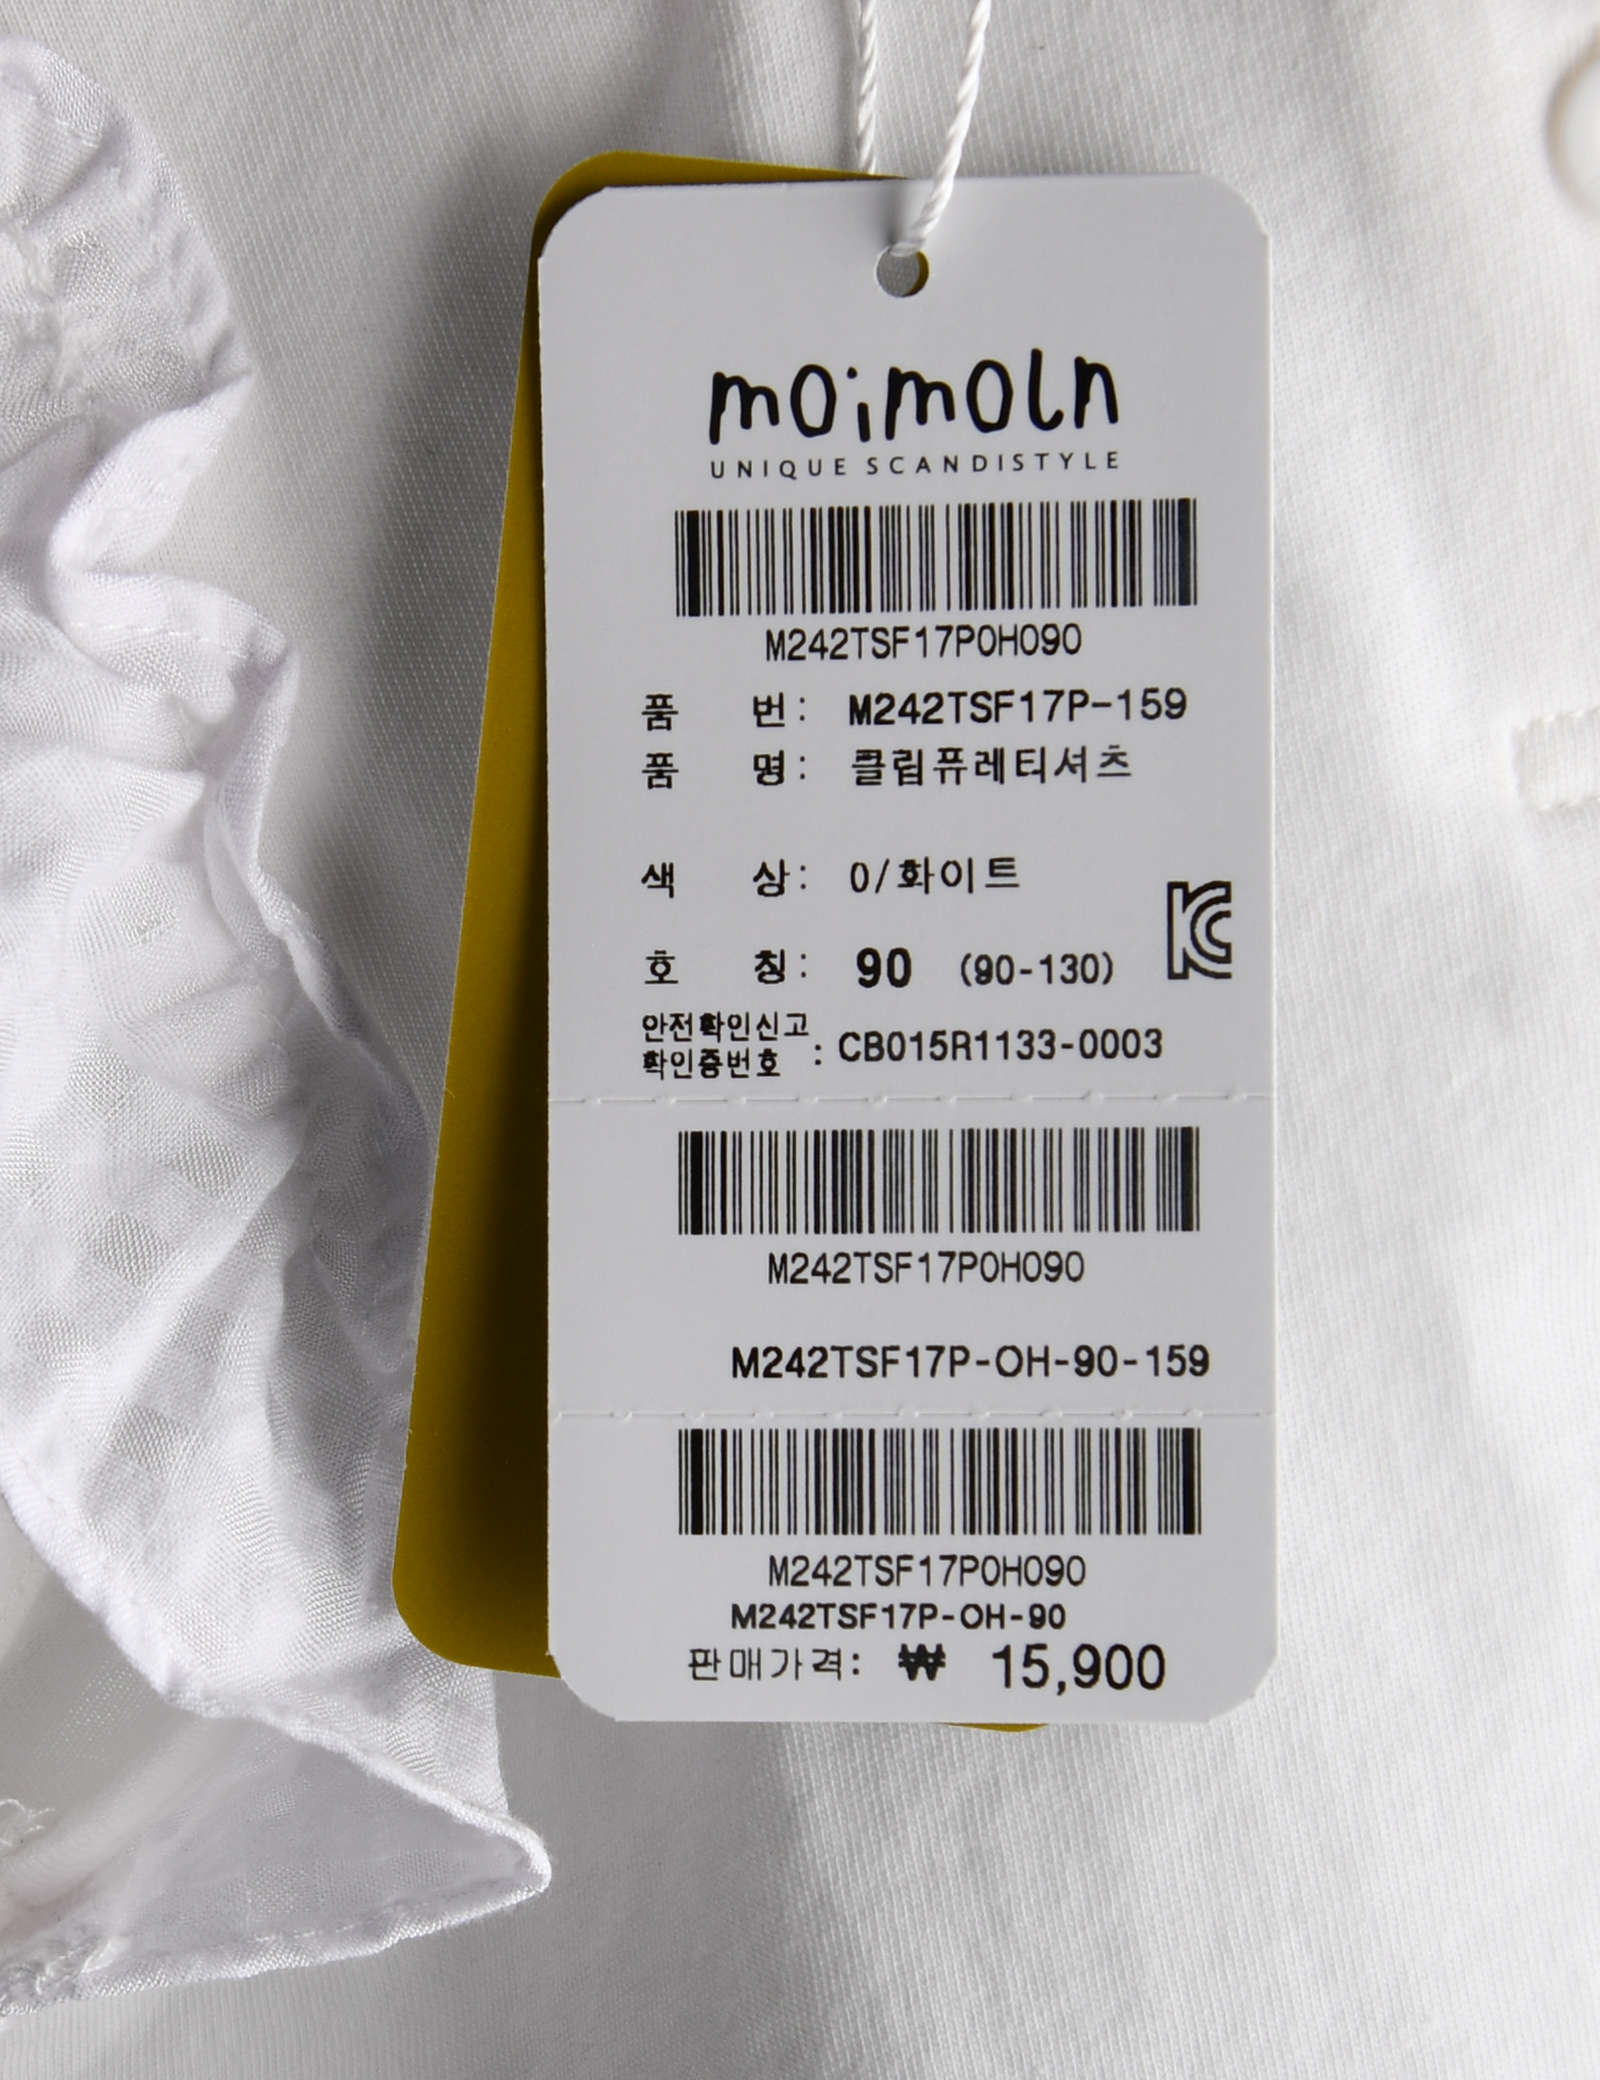 moimoln
UNIQUE SCANDISTYLE
M242TSF17P0H090
품 번 : M242TSF17P-159
품 명 : 클립퓨레티셔츠
색 상 : 0/화이트
호 칭 : 90 (90-130)
안전확인신고
확인증번호 : CB015R1133-0003
M242TSF17P0H090
M242TSF17P-OH-90-159
M242TSF17P0H090
M242TSF17P-OH-90
판매가격: ₩ 15,900